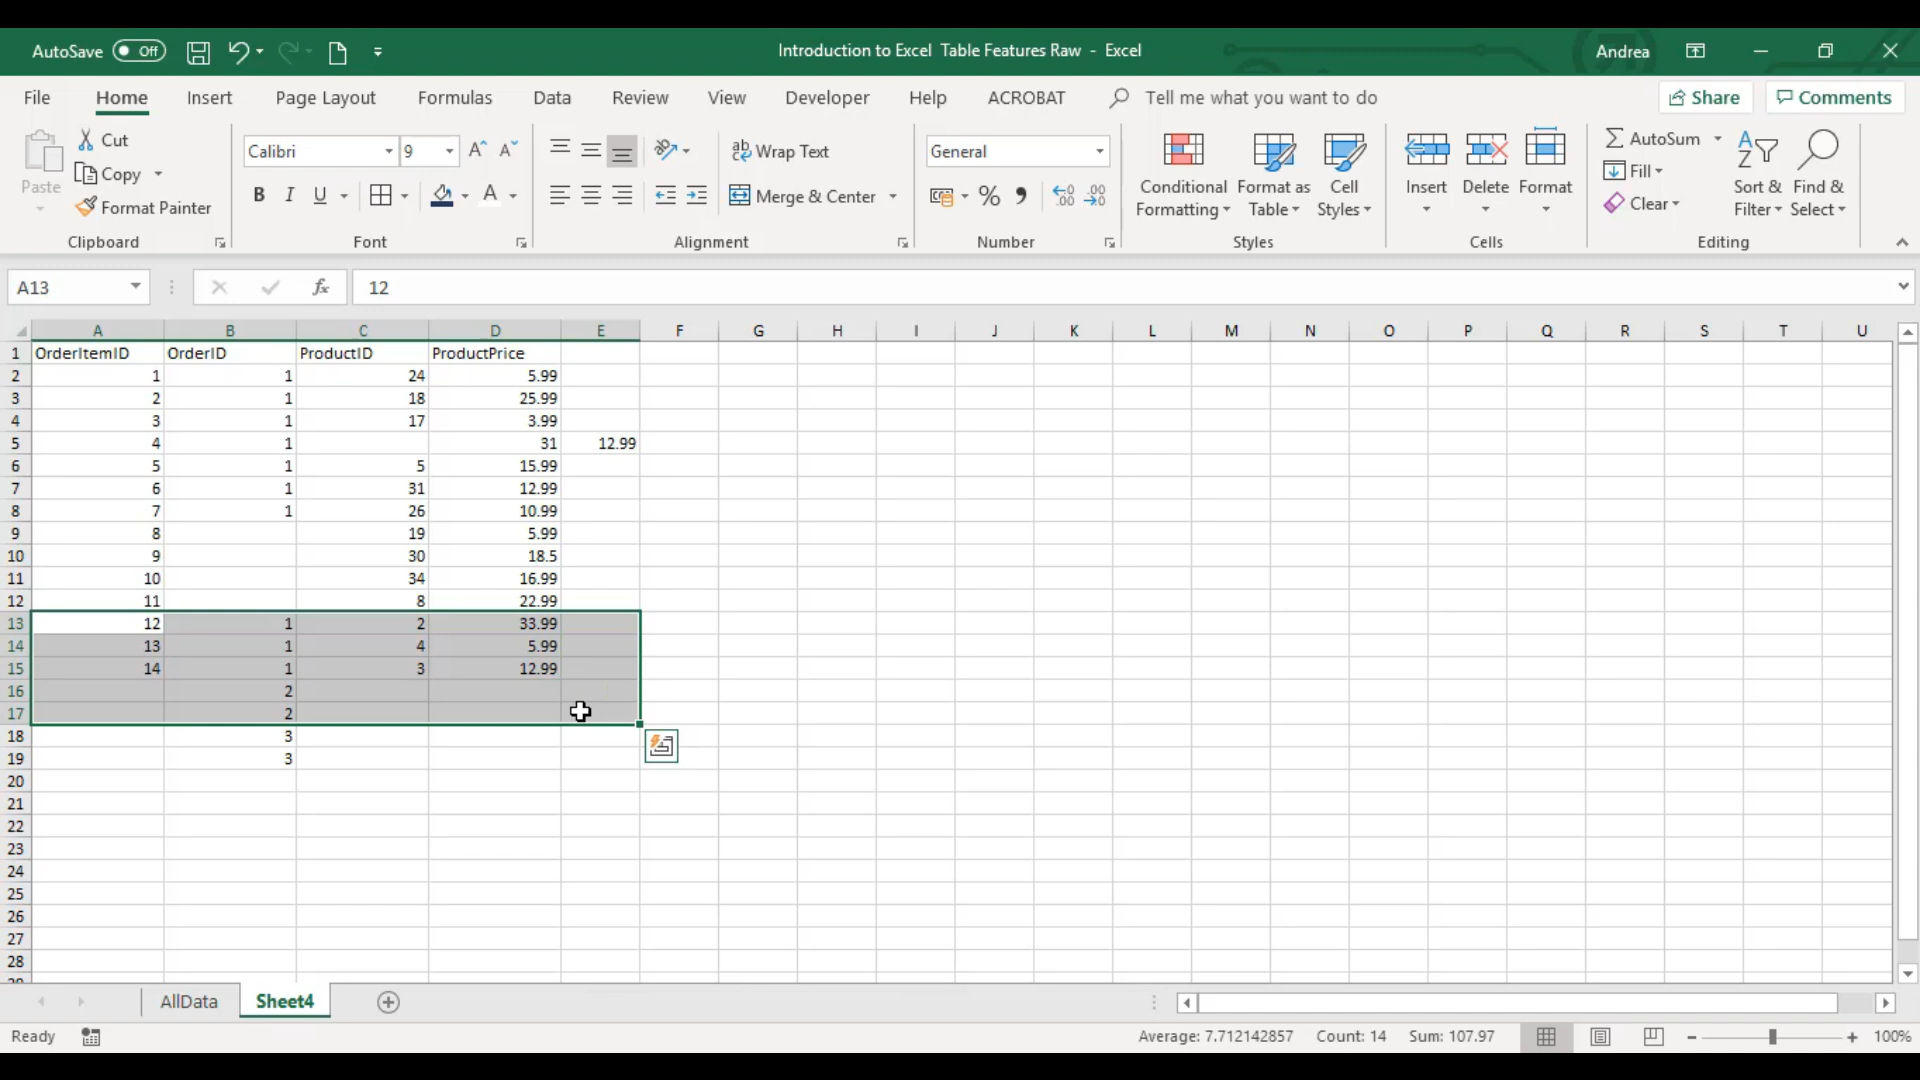 AutoSave Off Introduction to Excel Table Features Raw - Excel Andrea
File Home Insert Page Layout Formulas Data Review View Developer Help ACROBAT Tell me what you want to do Share Comments
Paste Cut Copy Format Painter
Clipboard
Calibri 9 A A
B I U A
Font
ab Wrap Text
Merge & Center
Alignment
General
% , .00 .00
Number
Conditional Formatting Format as Table Cell Styles
Styles
Insert Delete Format
Cells
AutoSum Fill Clear Sort & Filter Find & Select
Editing
A13 fx 12
A B C D E F G H I J K L M N O P Q R S T U
1 OrderItemID OrderID ProductID ProductPrice
2 1 1 24 5.99
3 2 1 18 25.99
4 3 1 17 3.99
5 4 1 31 12.99
6 5 1 5 15.99
7 6 1 31 12.99
8 7 1 26 10.99
9 8 19 5.99
10 9 30 18.5
11 10 34 16.99
12 11 8 22.99
13 12 1 2 33.99
14 13 1 4 5.99
15 14 1 3 12.99
16 2
17 2
18 3
19 3
20
21
22
23
24
25
26
27
28
AllData Sheet4
Ready Average: 7.712142857 Count: 14 Sum: 107.97 100%